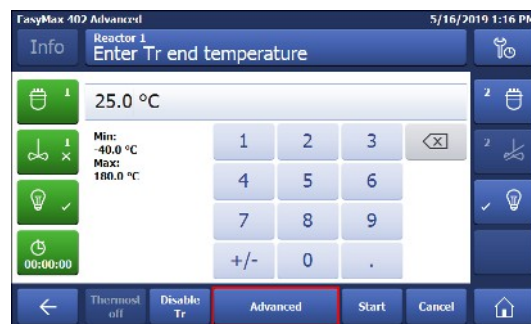 EasyMax 402 Advanced 5/16/2019 1:16 PM
Info
Reactor 1
Enter Tr end temperature
1
25.0 °C
2
1
Min:
-40.0 °C
Max:
180.0 °C
1 2 3
2
4 5 6
7 8 9
00:00:00
+/- 0 .
Thermost off
Disable Tr
Advanced
Start
Cancel